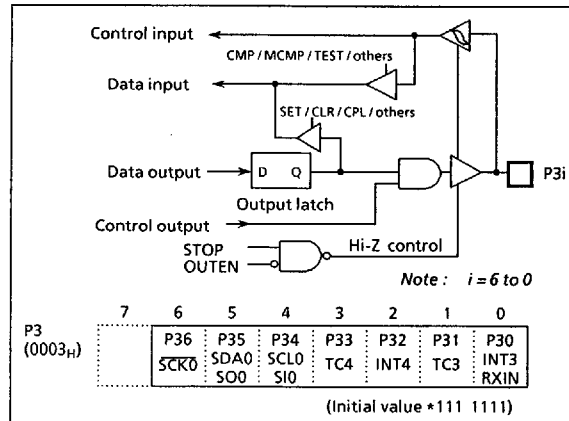 Control input
CMP / MCMP / TEST / others
Data input
SET / CLR / CPL / others
Data output
D Q
P3i
Output latch
Control output
STOP
OUTEN
Hi-Z control
Note : i = 6 to 0
7 6 5 4 3 2 1 0
P3
(0003H)
P36 P35 P34 P33 P32 P31 P30
SCK0 SDA0 SCL0 TC4 INT4 TC3 INT3
SO0 SI0 RXIN
(Initial value *111 1111)